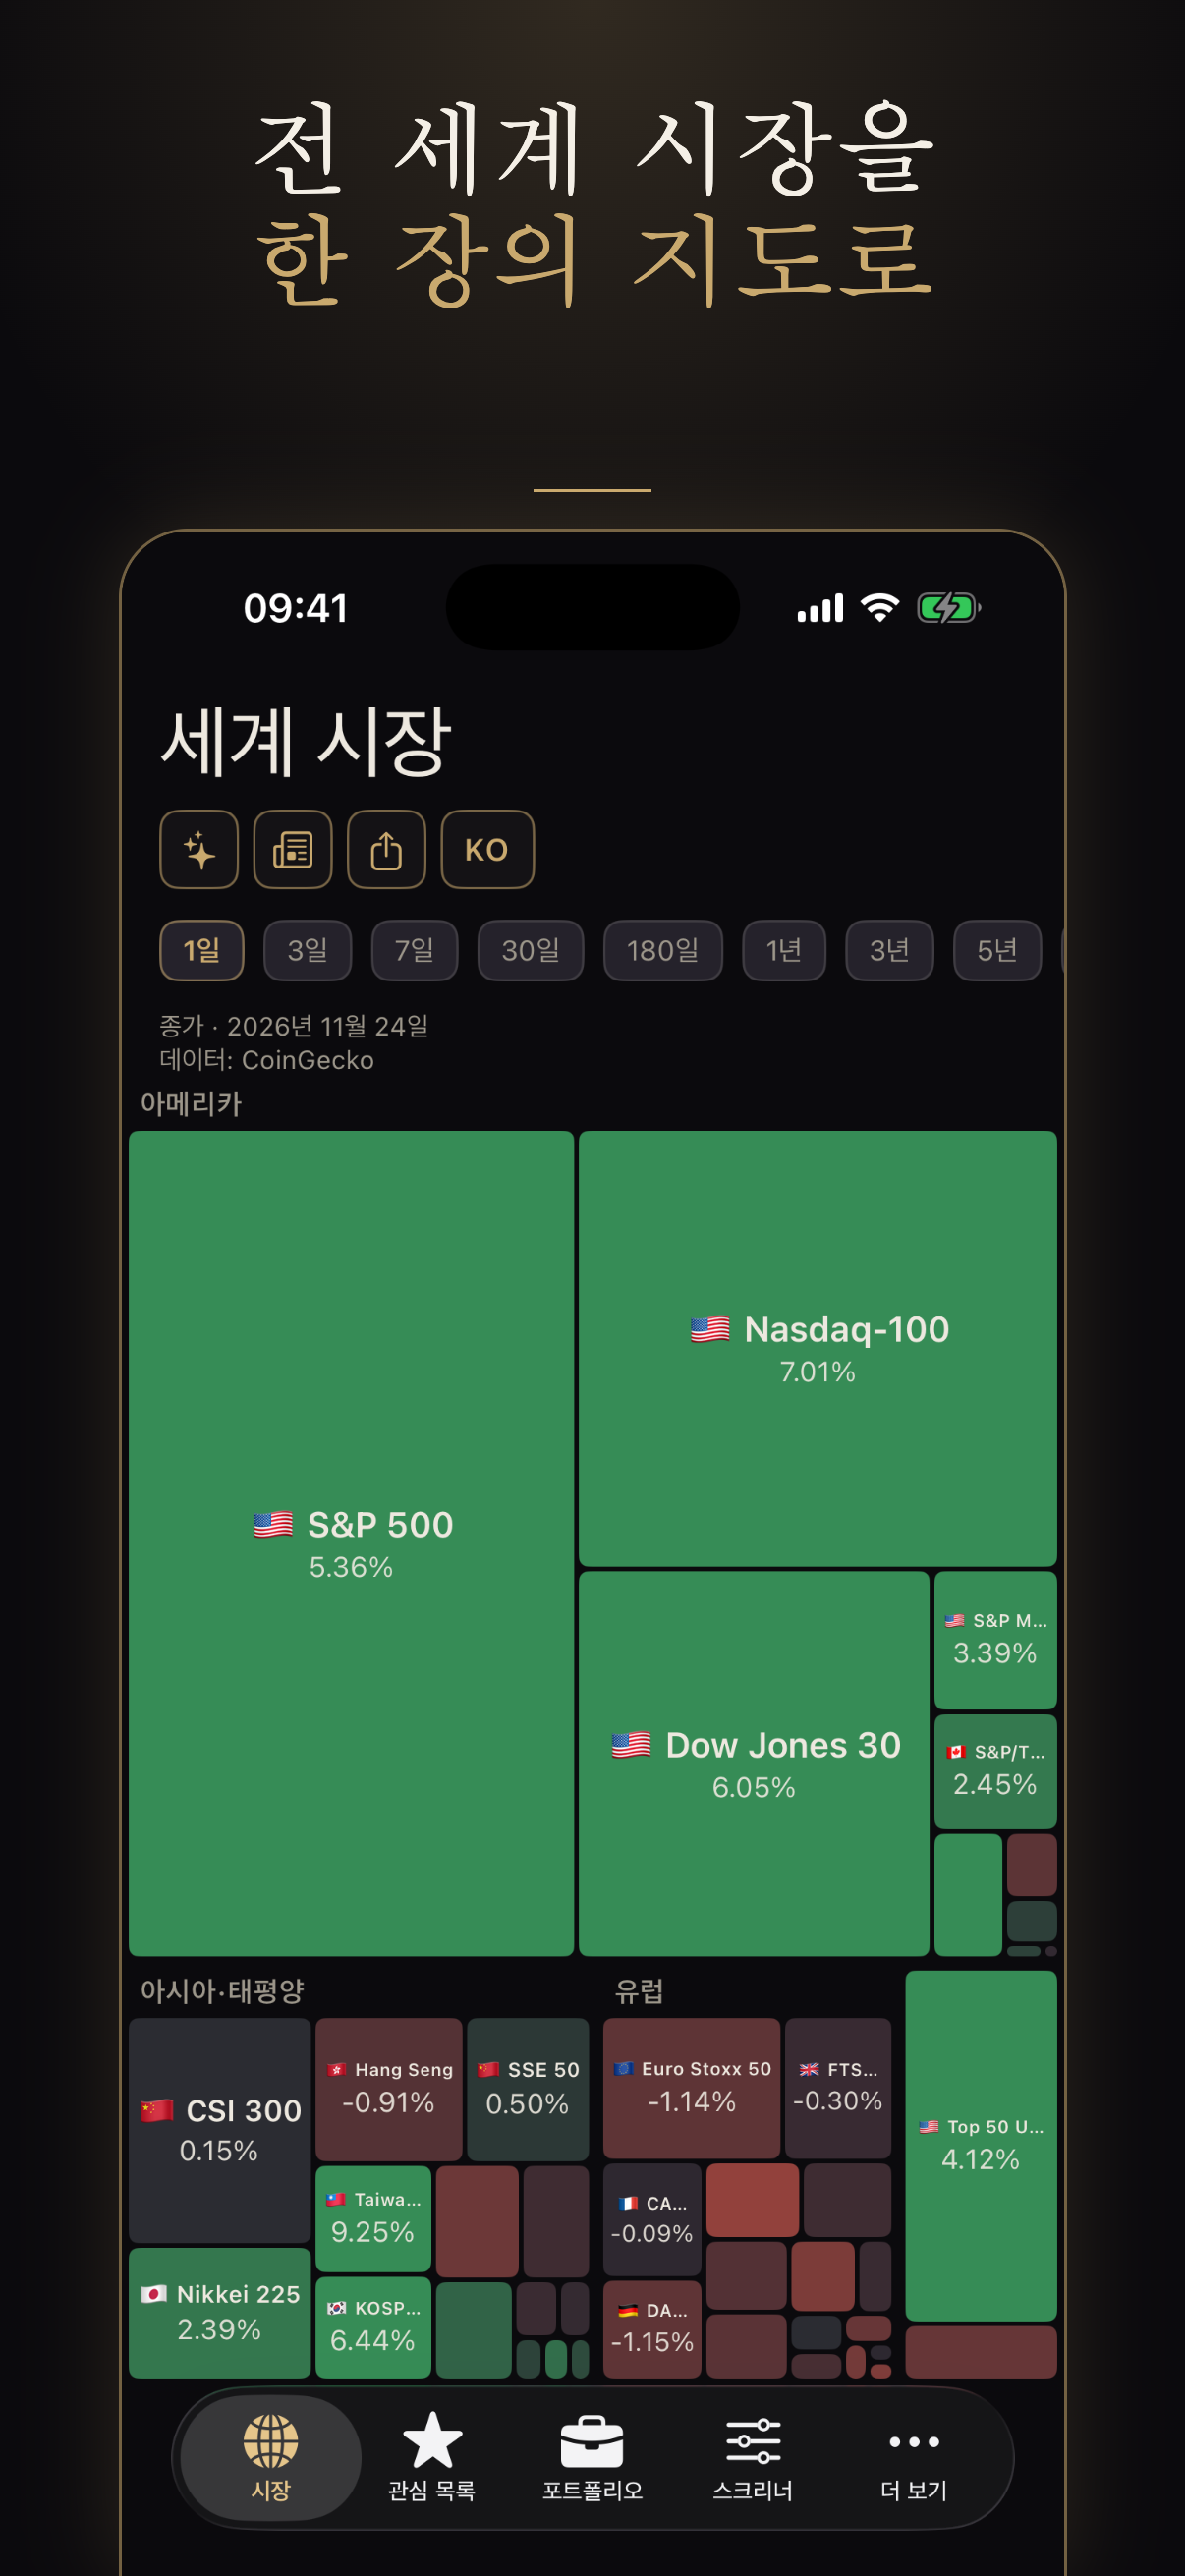 전 세계 시장을
한 장의 지도로
09:41
세계 시장
KO
1일 3일 7일 30일 180일 1년 3년 5년
종가 · 2026년 11월 24일
데이터: CoinGecko
아메리카
S&P 500
5.36%
Nasdaq-100
7.01%
Dow Jones 30
6.05%
S&P M...
3.39%
S&P/T...
2.45%
아시아·태평양
CSI 300
0.15%
Hang Seng
-0.91%
SSE 50
0.50%
Taiwa...
9.25%
Nikkei 225
2.39%
KOSP...
6.44%
유럽
Euro Stoxx 50
-1.14%
FTS...
-0.30%
CA...
-0.09%
DA...
-1.15%
Top 50 U...
4.12%
시장 관심 목록 포트폴리오 스크리너 더 보기